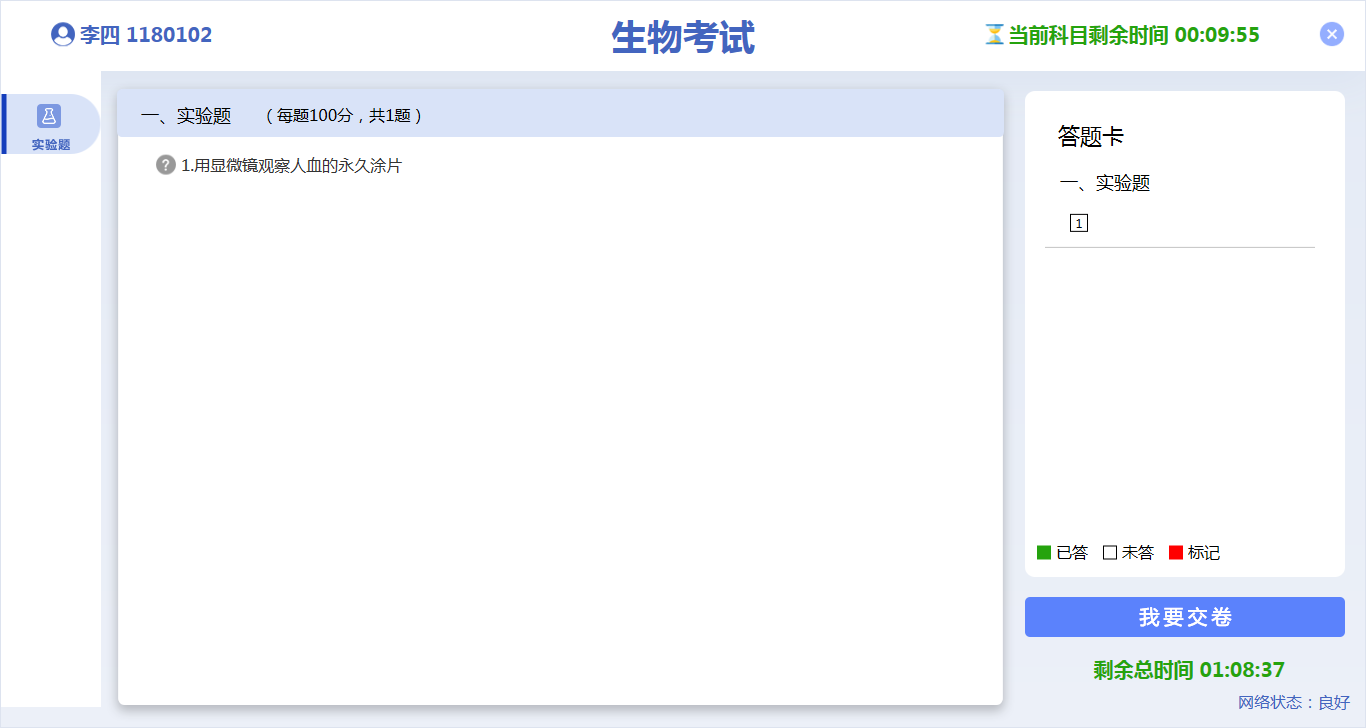 李四 1180102
生物考试
当前科目剩余时间 00:09:55
实验题
一、实验题 （每题100分，共1题）
? 1.用显微镜观察人血的永久涂片
答题卡
一、实验题
1
已答 未答 标记
我要交卷
剩余总时间 01:08:37
网络状态：良好